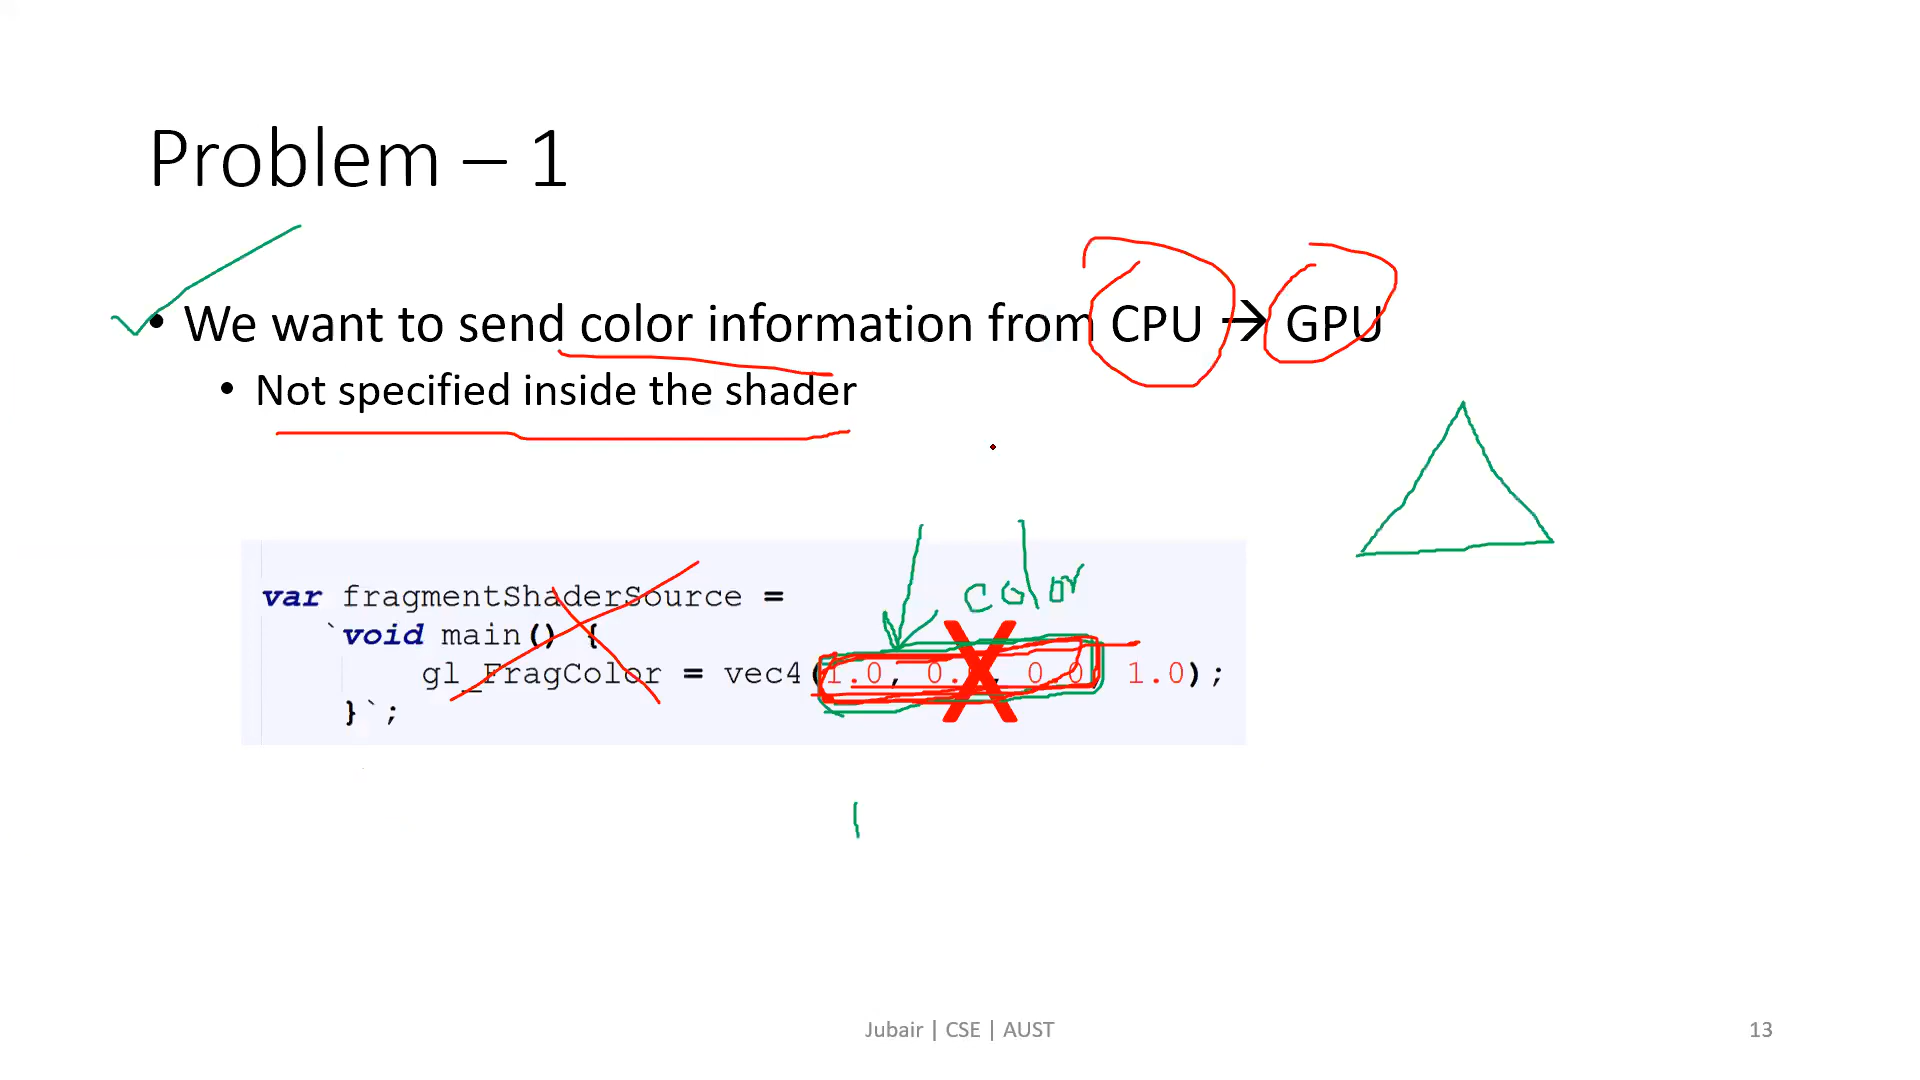 Problem – 1
• We want to send color information from CPU → GPU
• Not specified inside the shader
color
var fragmentShaderSource =
`void main() {
gl_FragColor = vec4(1.0, 0. , 0.0, 1.0);
}`;
Jubair | CSE | AUST
13